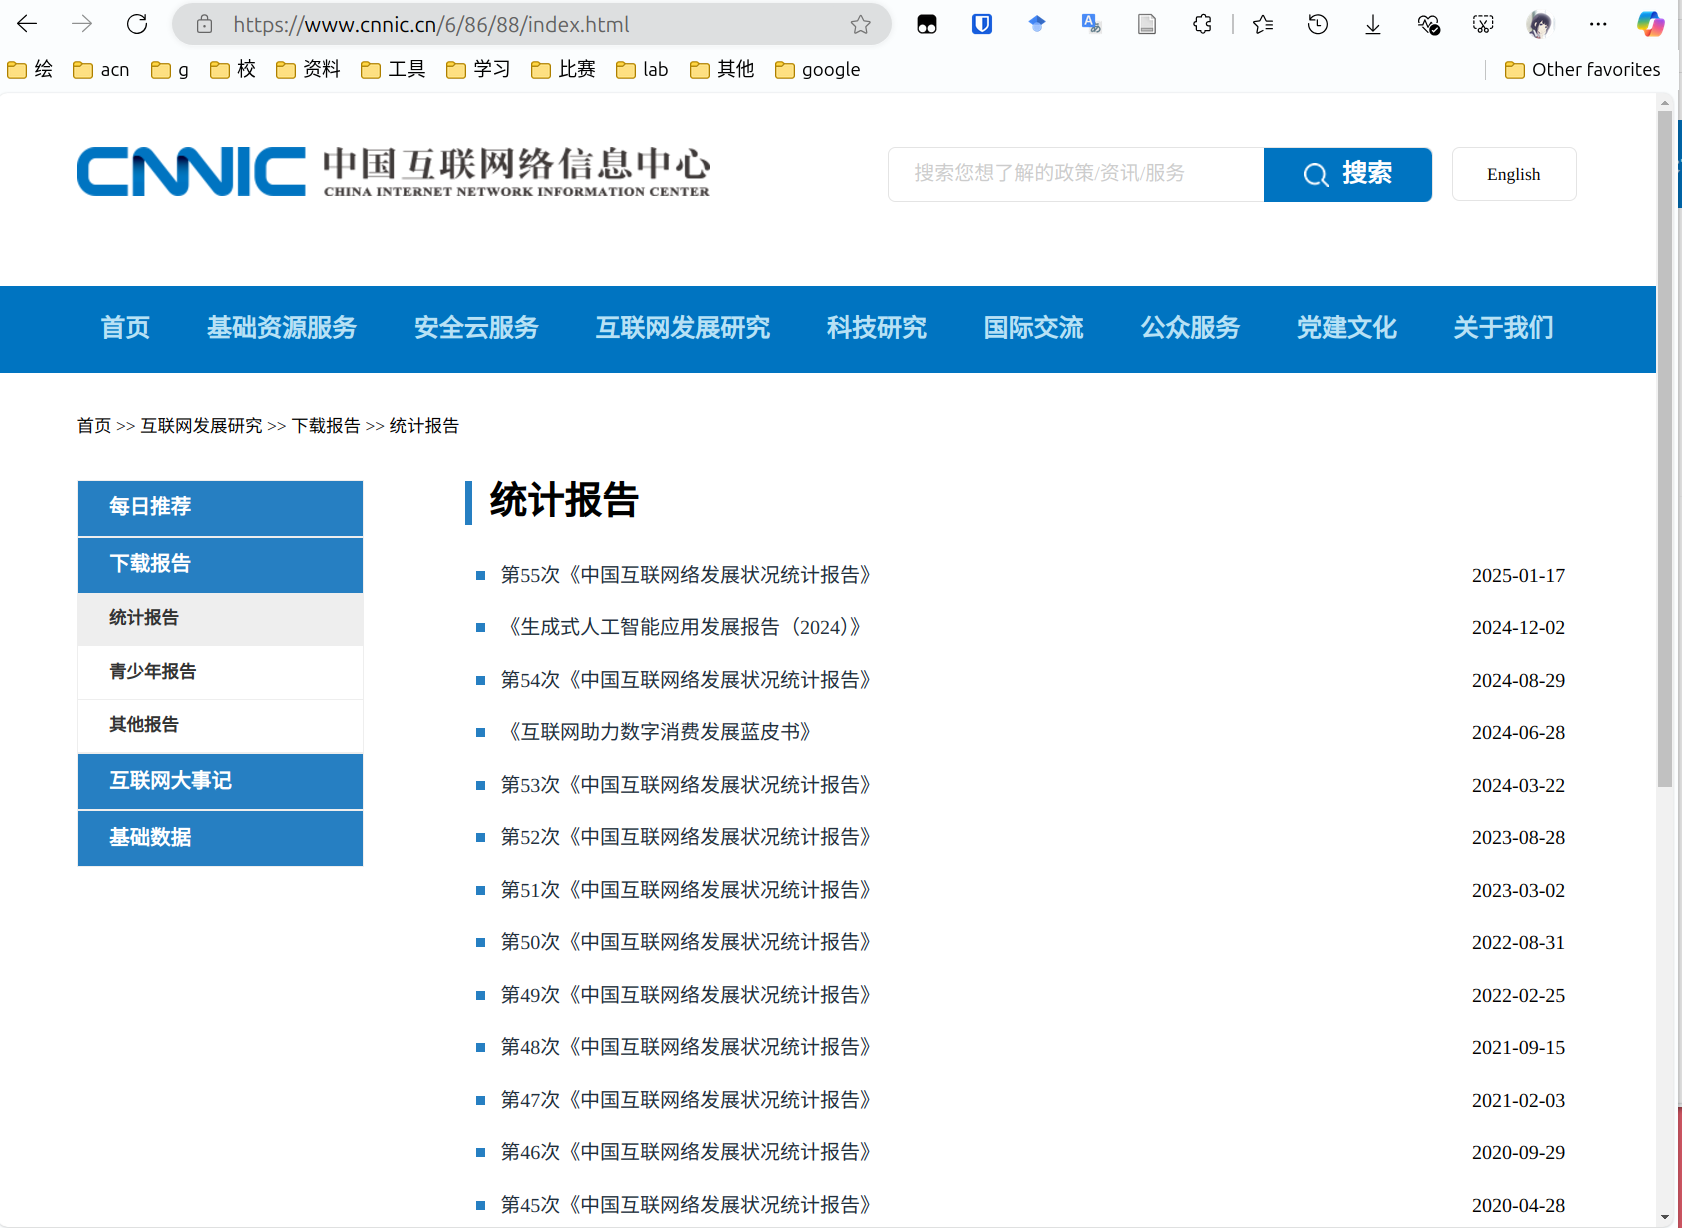 https://www.cnnic.cn/6/86/88/index.html
绘 acn g 校 资料 工具 学习 比赛 lab 其他 google Other favorites
CNNIC 中国互联网络信息中心
CHINA INTERNET NETWORK INFORMATION CENTER
搜索您想了解的政策/资讯/服务 搜索 English
首页 基础资源服务 安全云服务 互联网发展研究 科技研究 国际交流 公众服务 党建文化 关于我们
首页 >> 互联网发展研究 >> 下载报告 >> 统计报告
每日推荐
下载报告
统计报告
青少年报告
其他报告
互联网大事记
基础数据
统计报告
第55次《中国互联网络发展状况统计报告》 2025-01-17
《生成式人工智能应用发展报告（2024）》 2024-12-02
第54次《中国互联网络发展状况统计报告》 2024-08-29
《互联网助力数字消费发展蓝皮书》 2024-06-28
第53次《中国互联网络发展状况统计报告》 2024-03-22
第52次《中国互联网络发展状况统计报告》 2023-08-28
第51次《中国互联网络发展状况统计报告》 2023-03-02
第50次《中国互联网络发展状况统计报告》 2022-08-31
第49次《中国互联网络发展状况统计报告》 2022-02-25
第48次《中国互联网络发展状况统计报告》 2021-09-15
第47次《中国互联网络发展状况统计报告》 2021-02-03
第46次《中国互联网络发展状况统计报告》 2020-09-29
第45次《中国互联网络发展状况统计报告》 2020-04-28